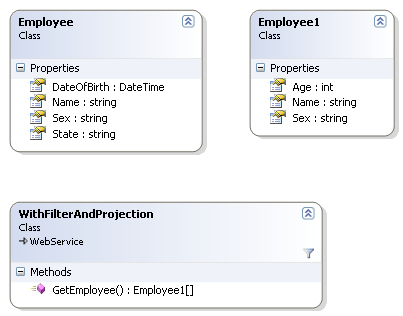 Employee
Class
Properties
DateOfBirth : DateTime
Name : string
Sex : string
State : string
Employee1
Class
Properties
Age : int
Name : string
Sex : string
WithFilterAndProjection
Class
WebService
Methods
GetEmployee() : Employee1[]